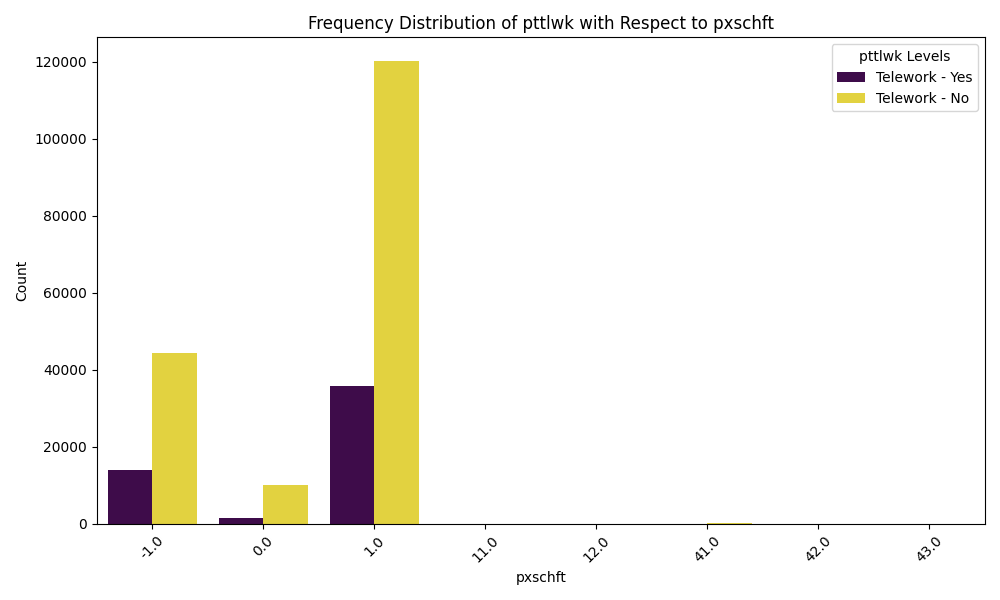 Frequency Distribution of pttlwk with Respect to pxschft
pttlwk Levels
Telework - Yes
Telework - No
120000
100000
80000
60000
40000
20000
0
Count
-1.0
0.0
1.0
11.0
12.0
41.0
42.0
43.0
pxschft